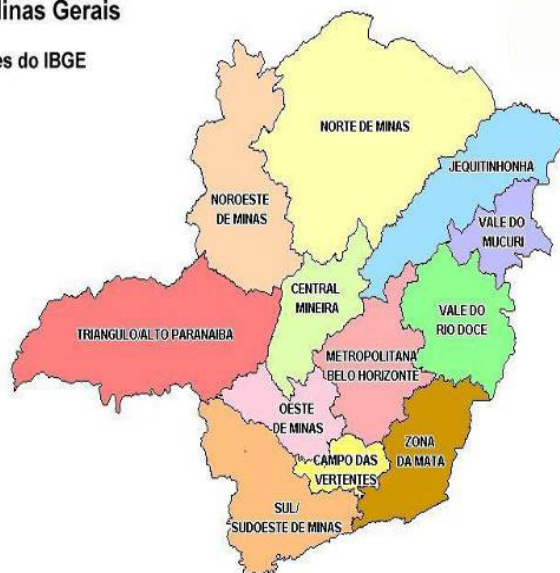 linas Gerais
es do IBGE
NORTE DE MINAS
JEQUITINHONHA
NOROESTE
DE MINAS
VALE DO
MUCURI
CENTRAL
MINEIRA
VALE DO
RIO DOCE
TRIANGULO/ALTO PARANAIBA
METROPOLITANA
BELO HORIZONTE
OESTE
DE MINAS
ZONA
DA MATA
CAMPO DAS
VERTENTES
SUL/
SUDOESTE DE MINAS